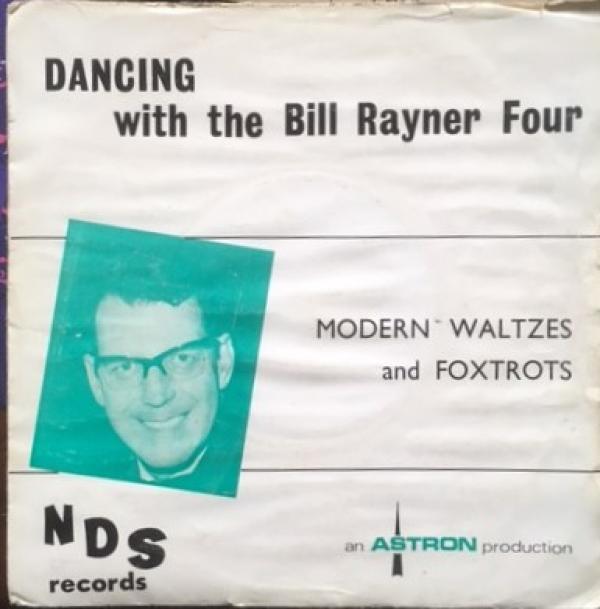 DANCING
with the Bill Rayner Four
MODERN WALTZES
and FOXTROTS
NDS
records
an ASTRON production